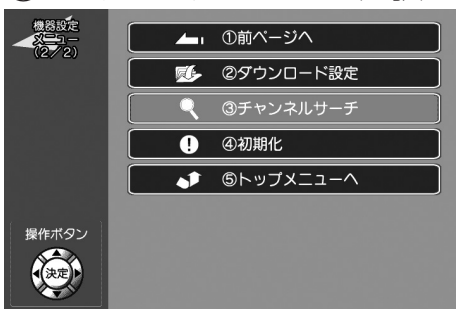 機器設定
メニュー
(2/2)
①前ページへ
②ダウンロード設定
③チャンネルサーチ
④初期化
⑤トップメニューへ
操作ボタン
決定